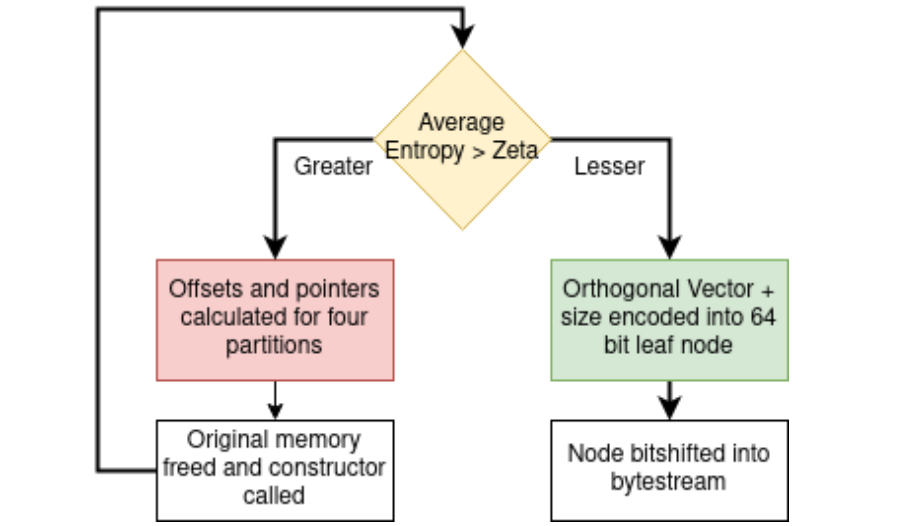 Average
Entropy > Zeta
Greater
Lesser
Offsets and pointers
calculated for four
partitions
Orthogonal Vector +
size encoded into 64
bit leaf node
Original memory
freed and constructor
called
Node bitshifted into
bytestream